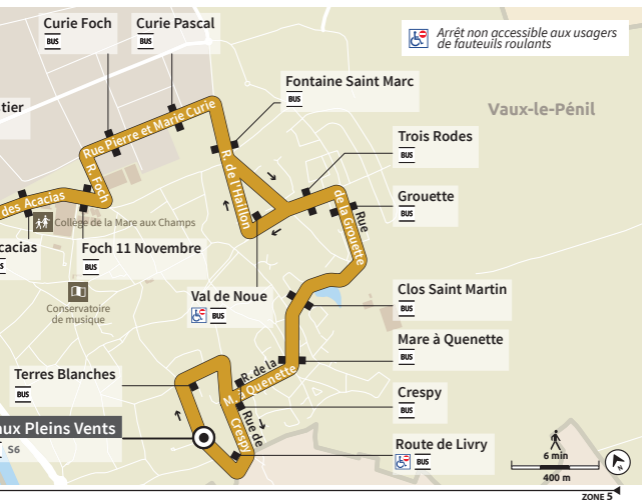 Curie Foch
BUS
Curie Pascal
BUS
Arrêt non accessible aux usagers
de fauteuils roulants
Fontaine Saint Marc
BUS
Vaux-le-Pénil
tier
Rue Pierre et Marie Curie
Trois Rodes
BUS
R. Foch
R. de l'Haillon
Grouette
BUS
des Acacias
Rue
de la Grouette
Collège de la Mare aux Champs
cacias
S
Foch 11 Novembre
BUS
Val de Noue
BUS
Clos Saint Martin
BUS
Conservatoire
de musique
Mare à Quenette
BUS
R. de la
M. à Quenette
Terres Blanches
BUS
Crespy
BUS
Rue de
Crespy
aux Pleins Vents
S6
Route de Livry
BUS
6 min
400 m
ZONE 5